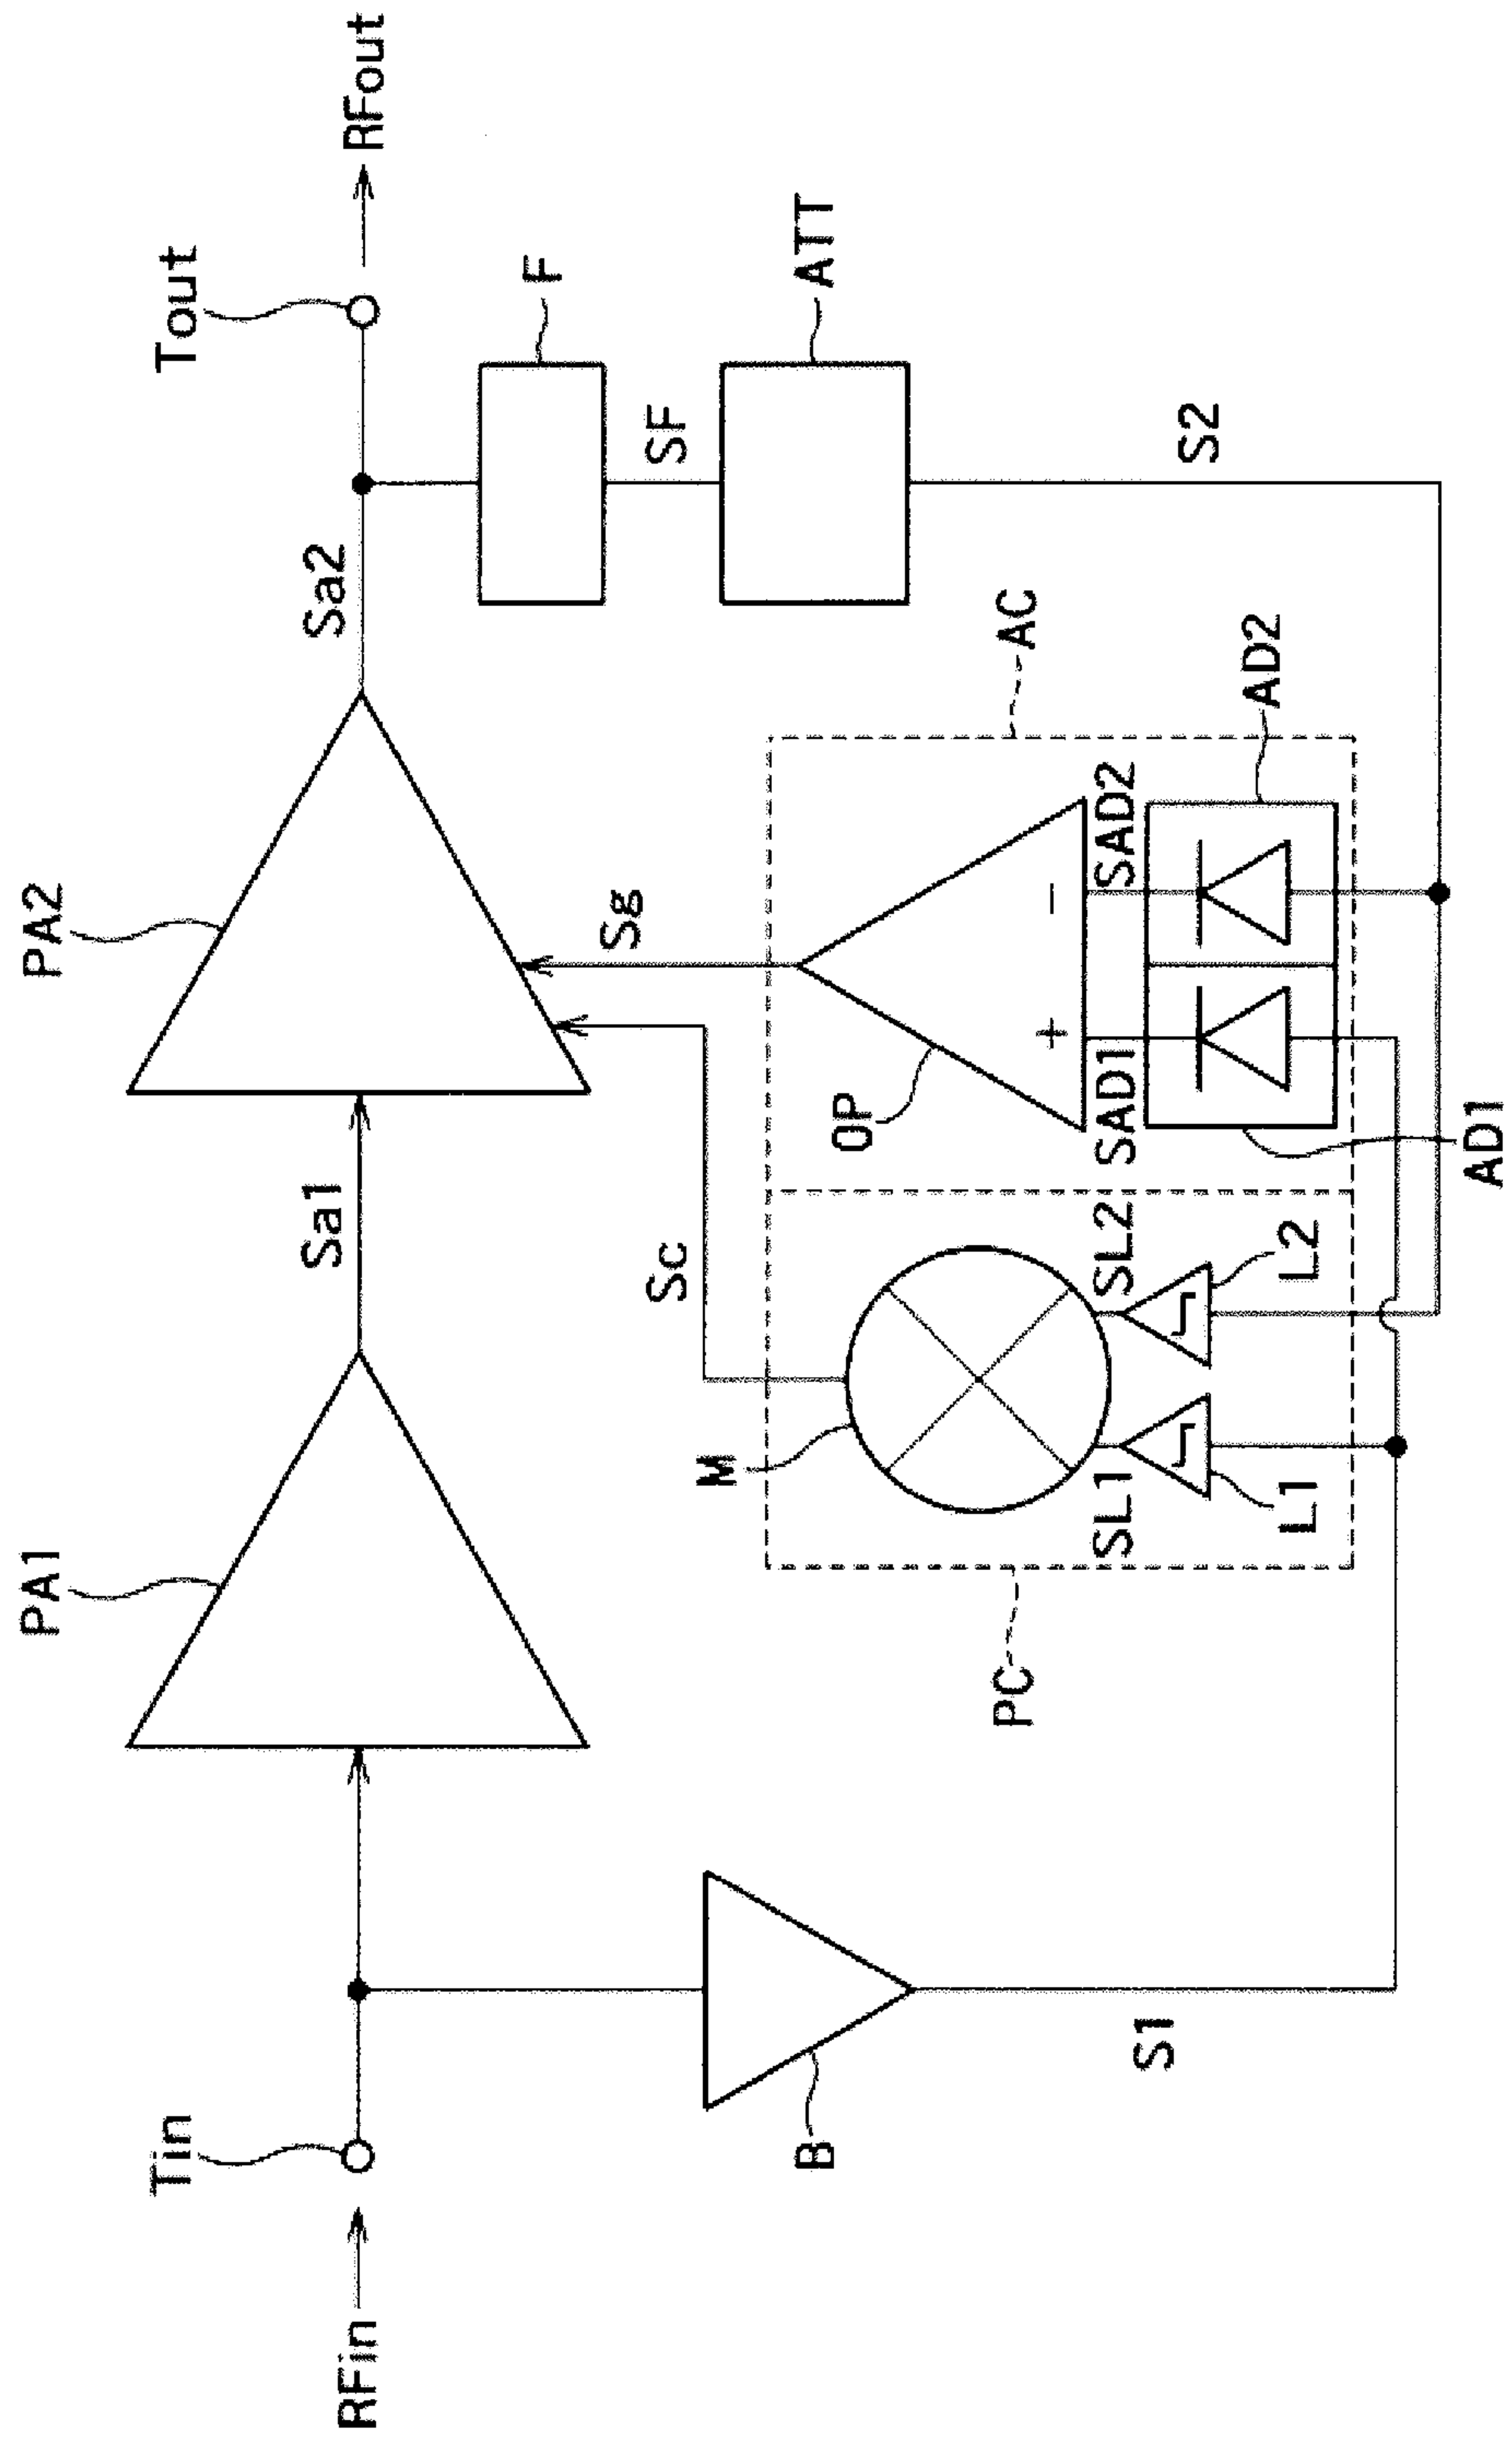 PA1
PA2
Tin
Tout
RFin
Sa1
Sa2
RFout
Sc
Sg
SF
F
B
M
OP
ATT
PC
AC
S1
SL1
SL2
SAD1
SAD2
+
−
S2
L1
L2
AD2
AD1